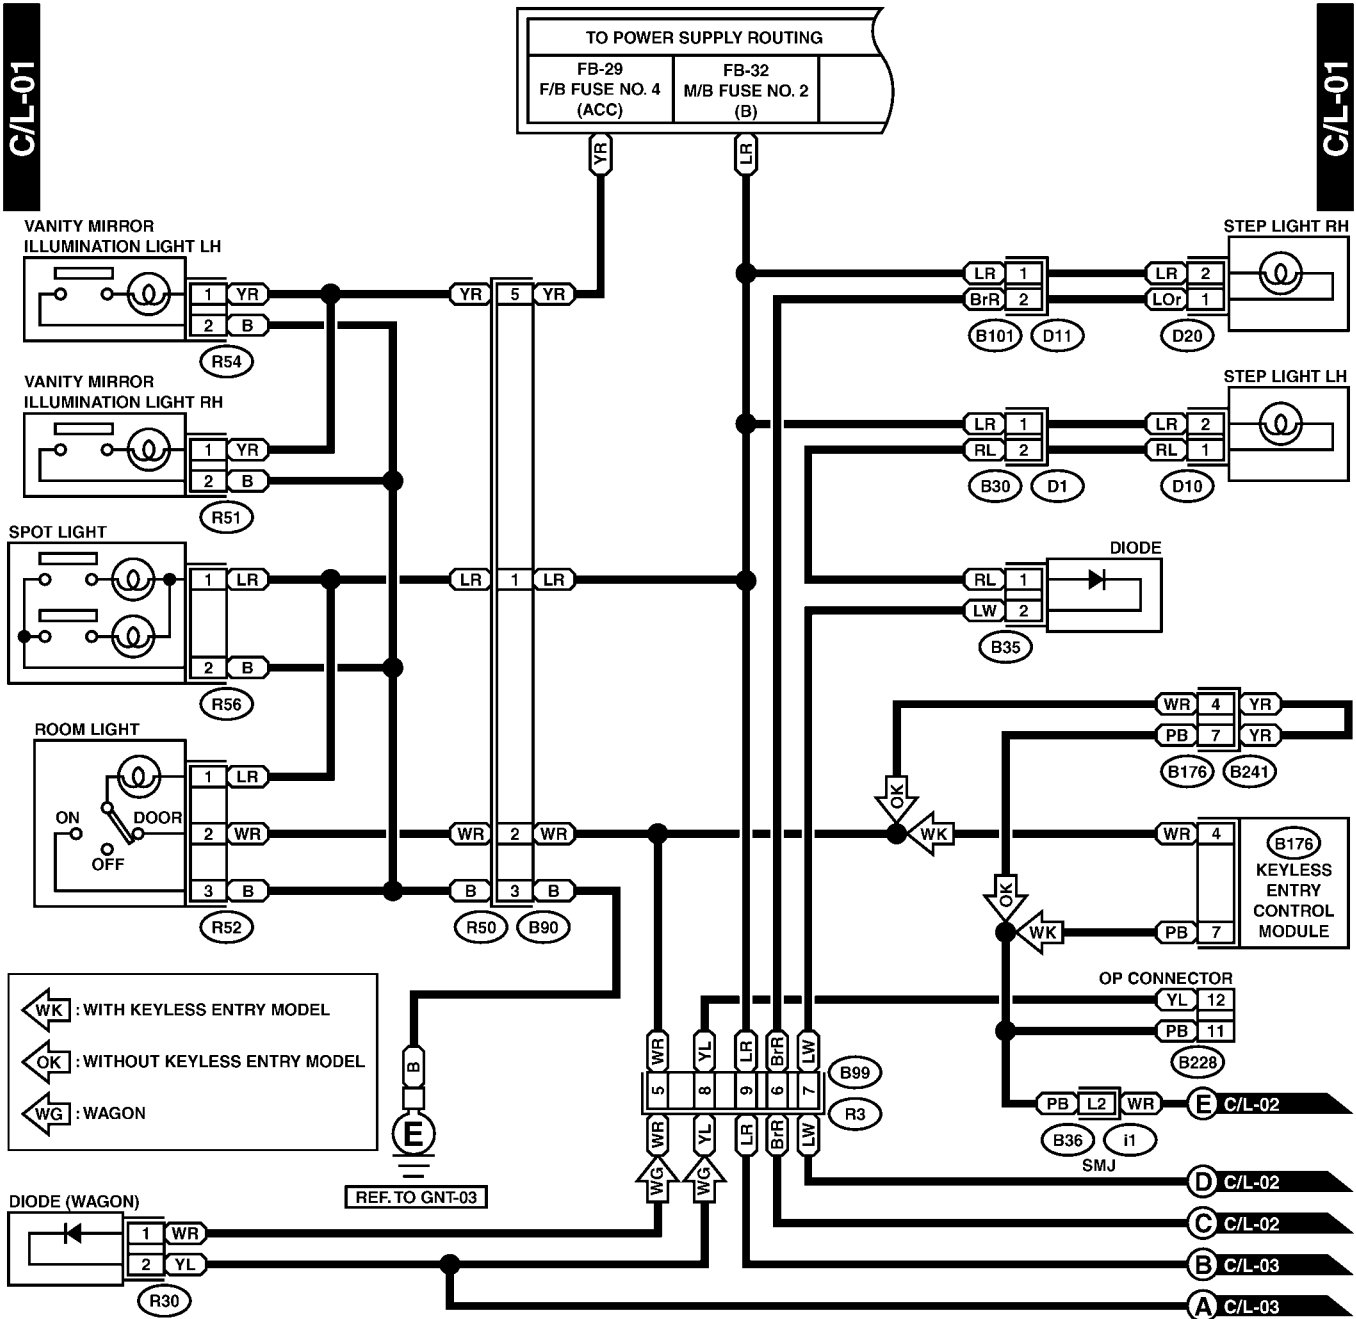 C/L-01
C/L-01
TO POWER SUPPLY ROUTING
FB-29
F/B FUSE NO. 4
(ACC)
FB-32
M/B FUSE NO. 2
(B)
YR
LR
VANITY MIRROR
ILLUMINATION LIGHT LH
1 YR
2 B
R54
YR 5 YR
VANITY MIRROR
ILLUMINATION LIGHT RH
1 YR
2 B
R51
SPOT LIGHT
1 LR
2 B
R56
LR 1 LR
ROOM LIGHT
ON
DOOR
OFF
1 LR
2 WR
3 B
R52
WR 2 WR
B 3 B
R50 B90
STEP LIGHT RH
LR 1
BrR 2
B101 D11
LR 2
LOr 1
D20
STEP LIGHT LH
LR 1
RL 2
B30 D1
LR 2
RL 1
D10
DIODE
RL 1
LW 2
B35
WR 4 YR
PB 7 YR
B176 B241
OK
WK
WR 4
B176
KEYLESS
ENTRY
CONTROL
MODULE
OK
WK
PB 7
OP CONNECTOR
YL 12
PB 11
B228
WK : WITH KEYLESS ENTRY MODEL
OK : WITHOUT KEYLESS ENTRY MODEL
WG : WAGON
B
E
REF. TO GNT-03
WR YL LR BrR LW
5 8 9 6 7
B99
R3
WR YL LR BrR LW
WG WG
PB L2 WR
B36 i1
SMJ
E C/L-02
D C/L-02
C C/L-02
B C/L-03
A C/L-03
DIODE (WAGON)
1 WR
2 YL
R30